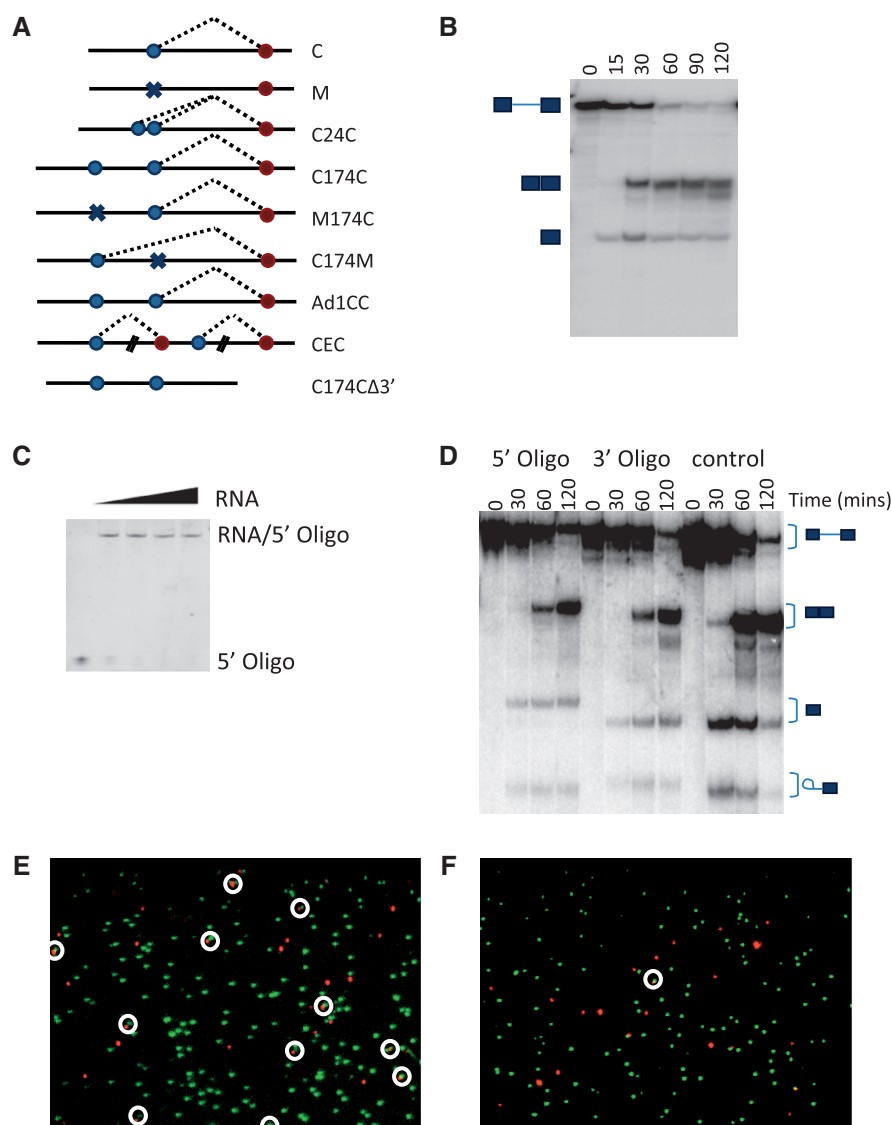 A
C
M
C24C
C174C
M174C
C174M
Ad1CC
CEC
C174CΔ3'
B
0 15 30 60 90 120
C
RNA
RNA/5' Oligo
5' Oligo
D
5' Oligo 3' Oligo control
0 30 60 120 0 30 60 120 0 30 60 120 Time (mins)
E
F